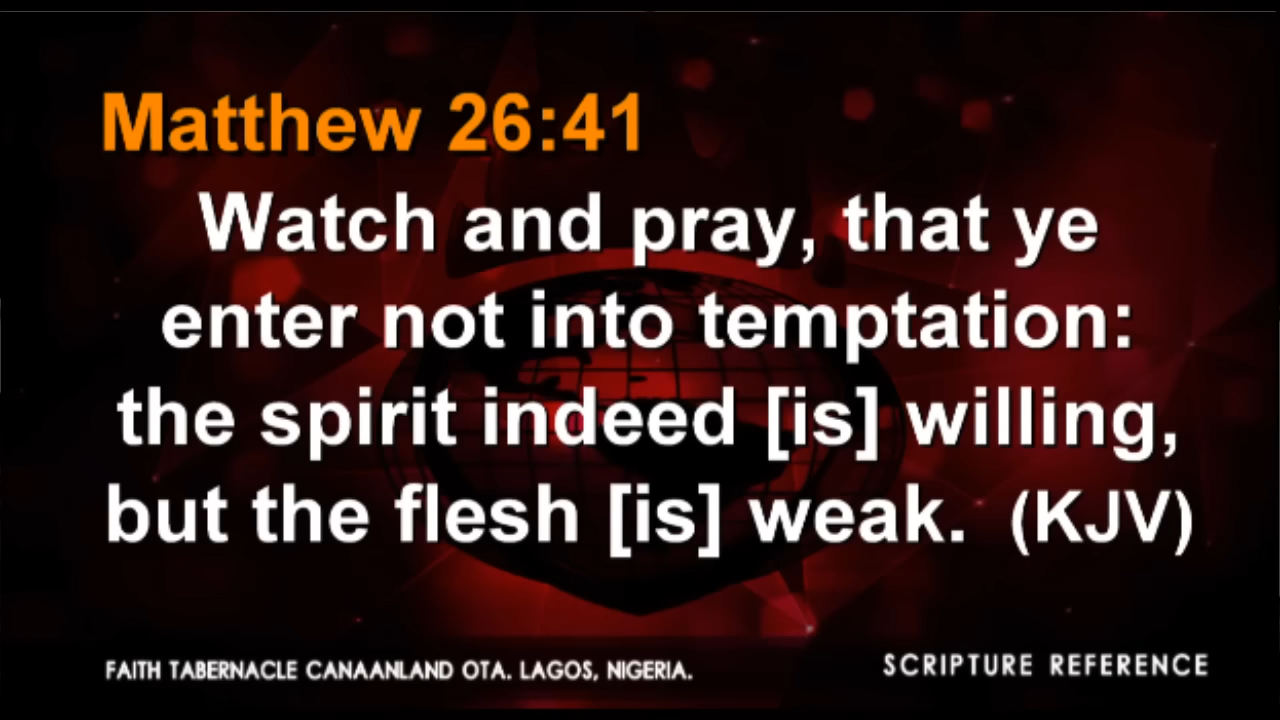 Matthew 26:41
Watch and pray, that ye
enter not into temptation:
the spirit indeed [is] willing,
but the flesh [is] weak. (KJV)
FAITH TABERNACLE CANAANLAND OTA. LAGOS, NIGERIA.
SCRIPTURE REFERENCE